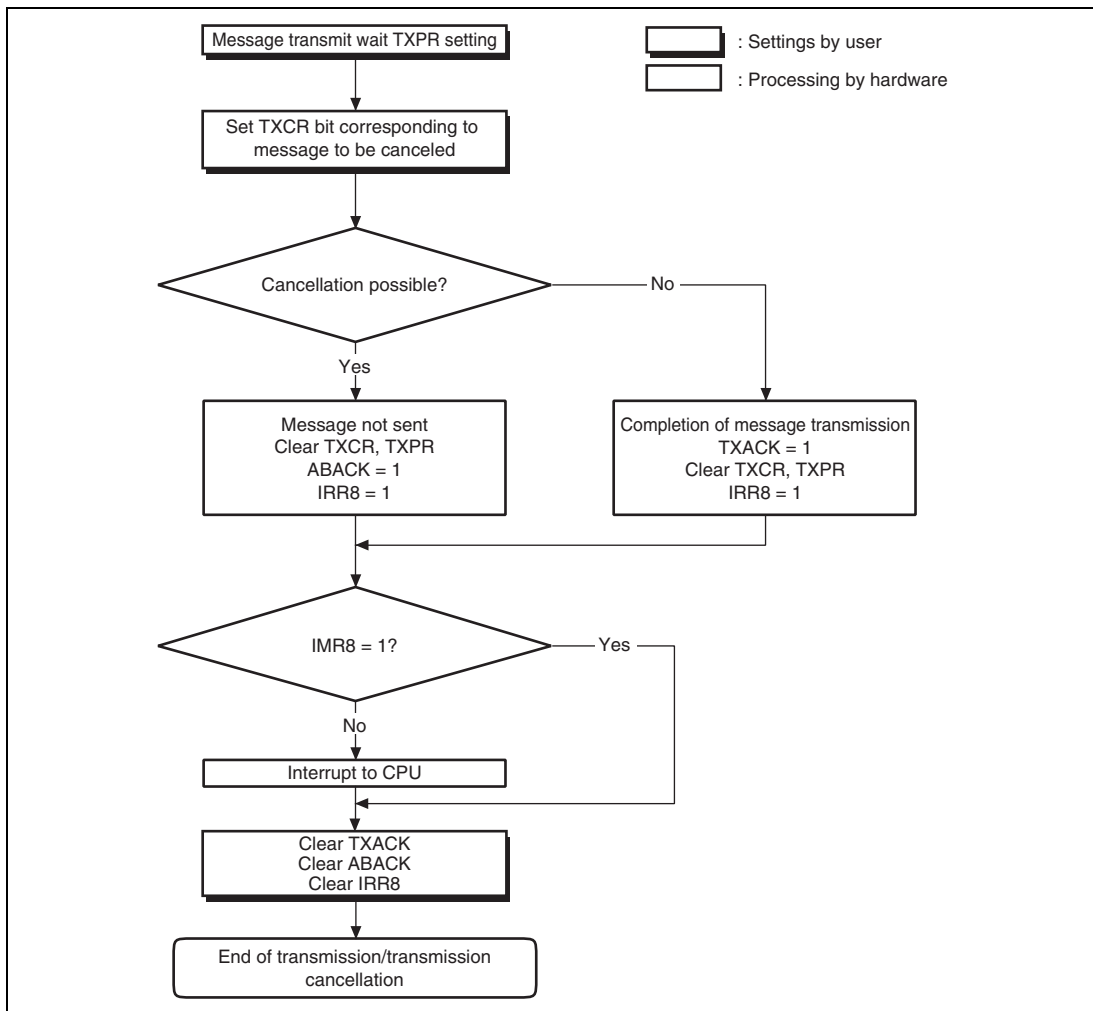 Message transmit wait TXPR setting
: Settings by user
: Processing by hardware
Set TXCR bit corresponding to
message to be canceled
Cancellation possible?
No
Yes
Message not sent
Clear TXCR, TXPR
ABACK = 1
IRR8 = 1
Completion of message transmission
TXACK = 1
Clear TXCR, TXPR
IRR8 = 1
IMR8 = 1?
Yes
No
Interrupt to CPU
Clear TXACK
Clear ABACK
Clear IRR8
End of transmission/transmission
cancellation